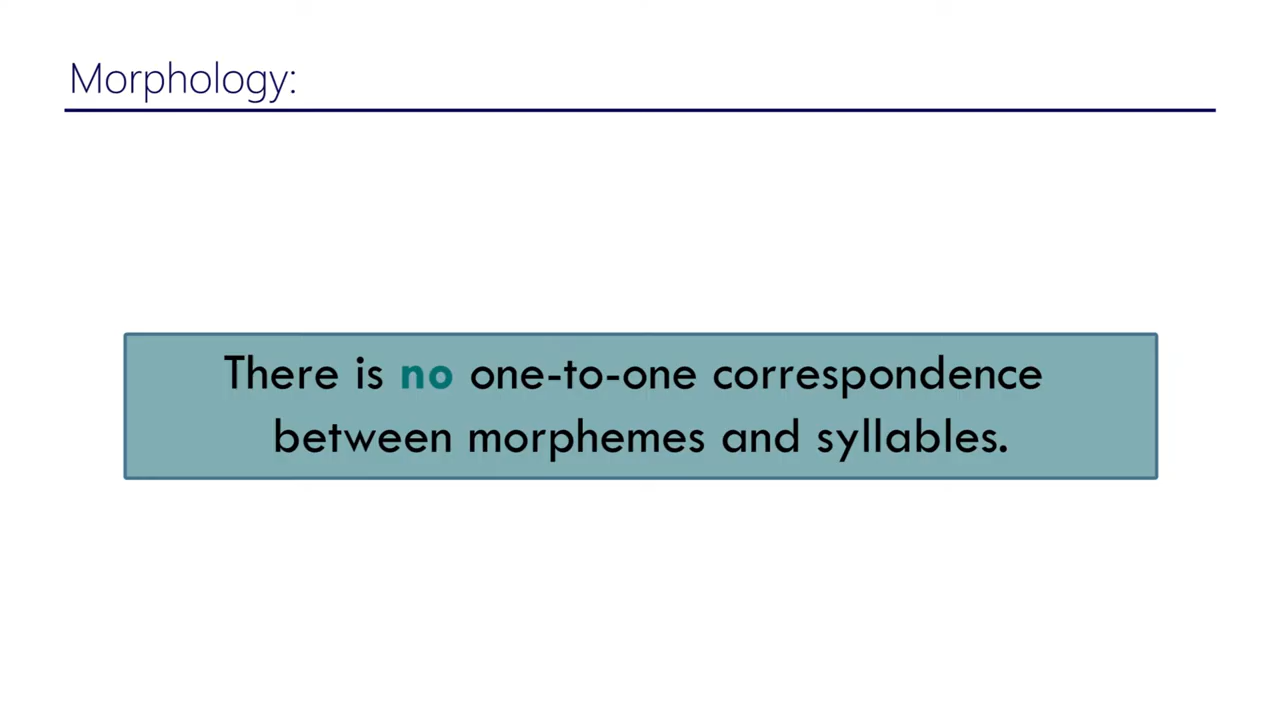 Morphology:
There is no one-to-one correspondence
between morphemes and syllables.